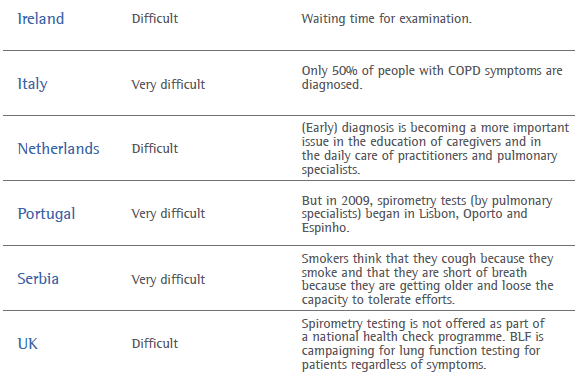 Ireland Difficult Waiting time for examination.
Italy Very difficult Only 50% of people with COPD symptoms are
diagnosed.
Netherlands Difficult (Early) diagnosis is becoming a more important
issue in the education of caregivers and in
the daily care of practitioners and pulmonary
specialists.
Portugal Very difficult But in 2009, spirometry tests (by pulmonary
specialists) began in Lisbon, Oporto and
Espinho.
Serbia Very difficult Smokers think that they cough because they
smoke and that they are short of breath
because they are getting older and loose the
capacity to tolerate efforts.
UK Difficult Spirometry testing is not offered as part of
a national health check programme. BLF is
campaigning for lung function testing for
patients regardless of symptoms.